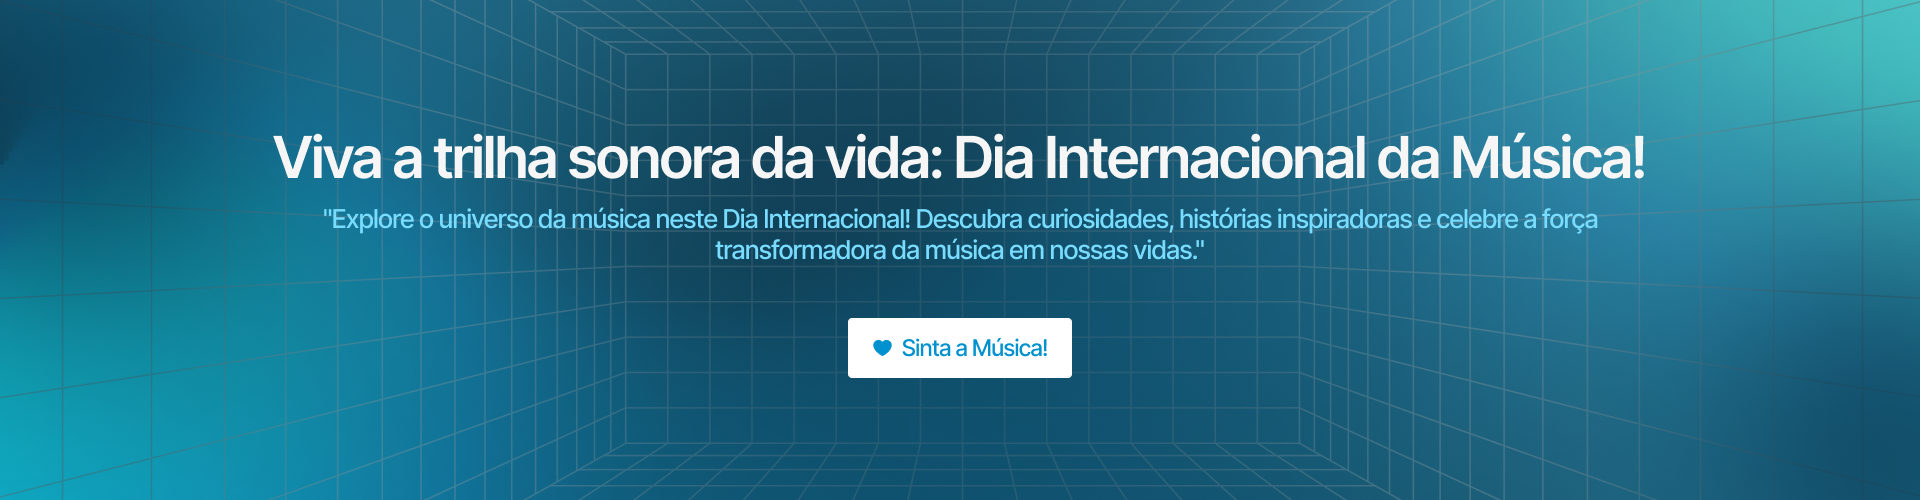 Viva a trilha sonora da vida: Dia Internacional da Música!
"Explore o universo da música neste Dia Internacional! Descubra curiosidades, histórias inspiradoras e celebre a força
transformadora da música em nossas vidas."
Sinta a Música!